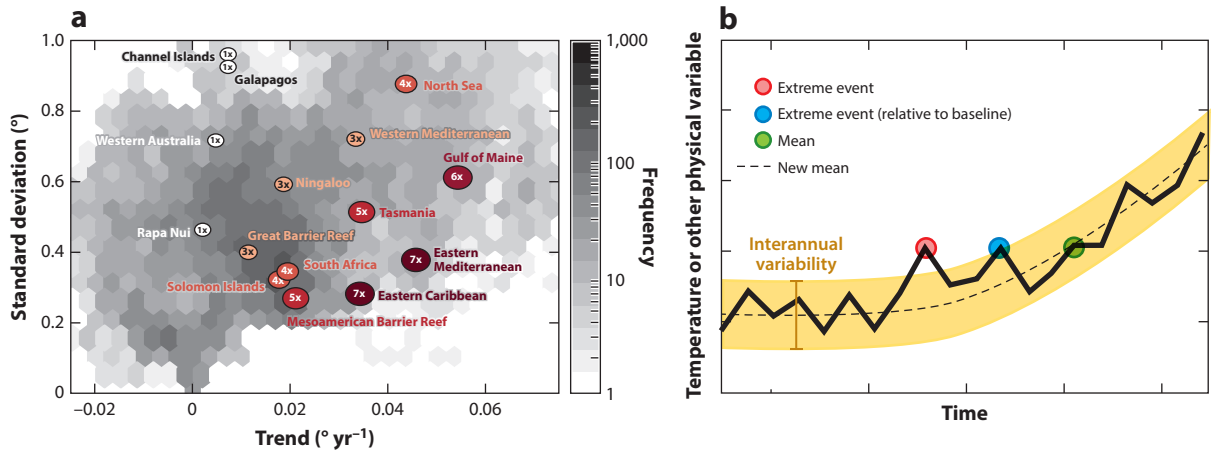 a
Standard deviation (°)
1.0
0.8
0.6
0.4
0.2
0
Channel Islands
1x
1x
Galapagos
4x
North Sea
Western Australia
1x
3x
Western Mediterranean
Gulf of Maine
6x
3x
Ningaloo
5x
Tasmania
Rapa Nui
1x
Great Barrier Reef
3x
Eastern
Mediterranean
7x
South Africa
4x
Solomon Islands
4x
7x
Eastern Caribbean
5x
Mesoamerican Barrier Reef
–0.02
0
0.02
0.04
0.06
Trend (° yr–1)
1,000
100
10
1
Frequency
b
Temperature or other physical variable
Extreme event
Extreme event (relative to baseline)
Mean
New mean
Interannual
variability
Time